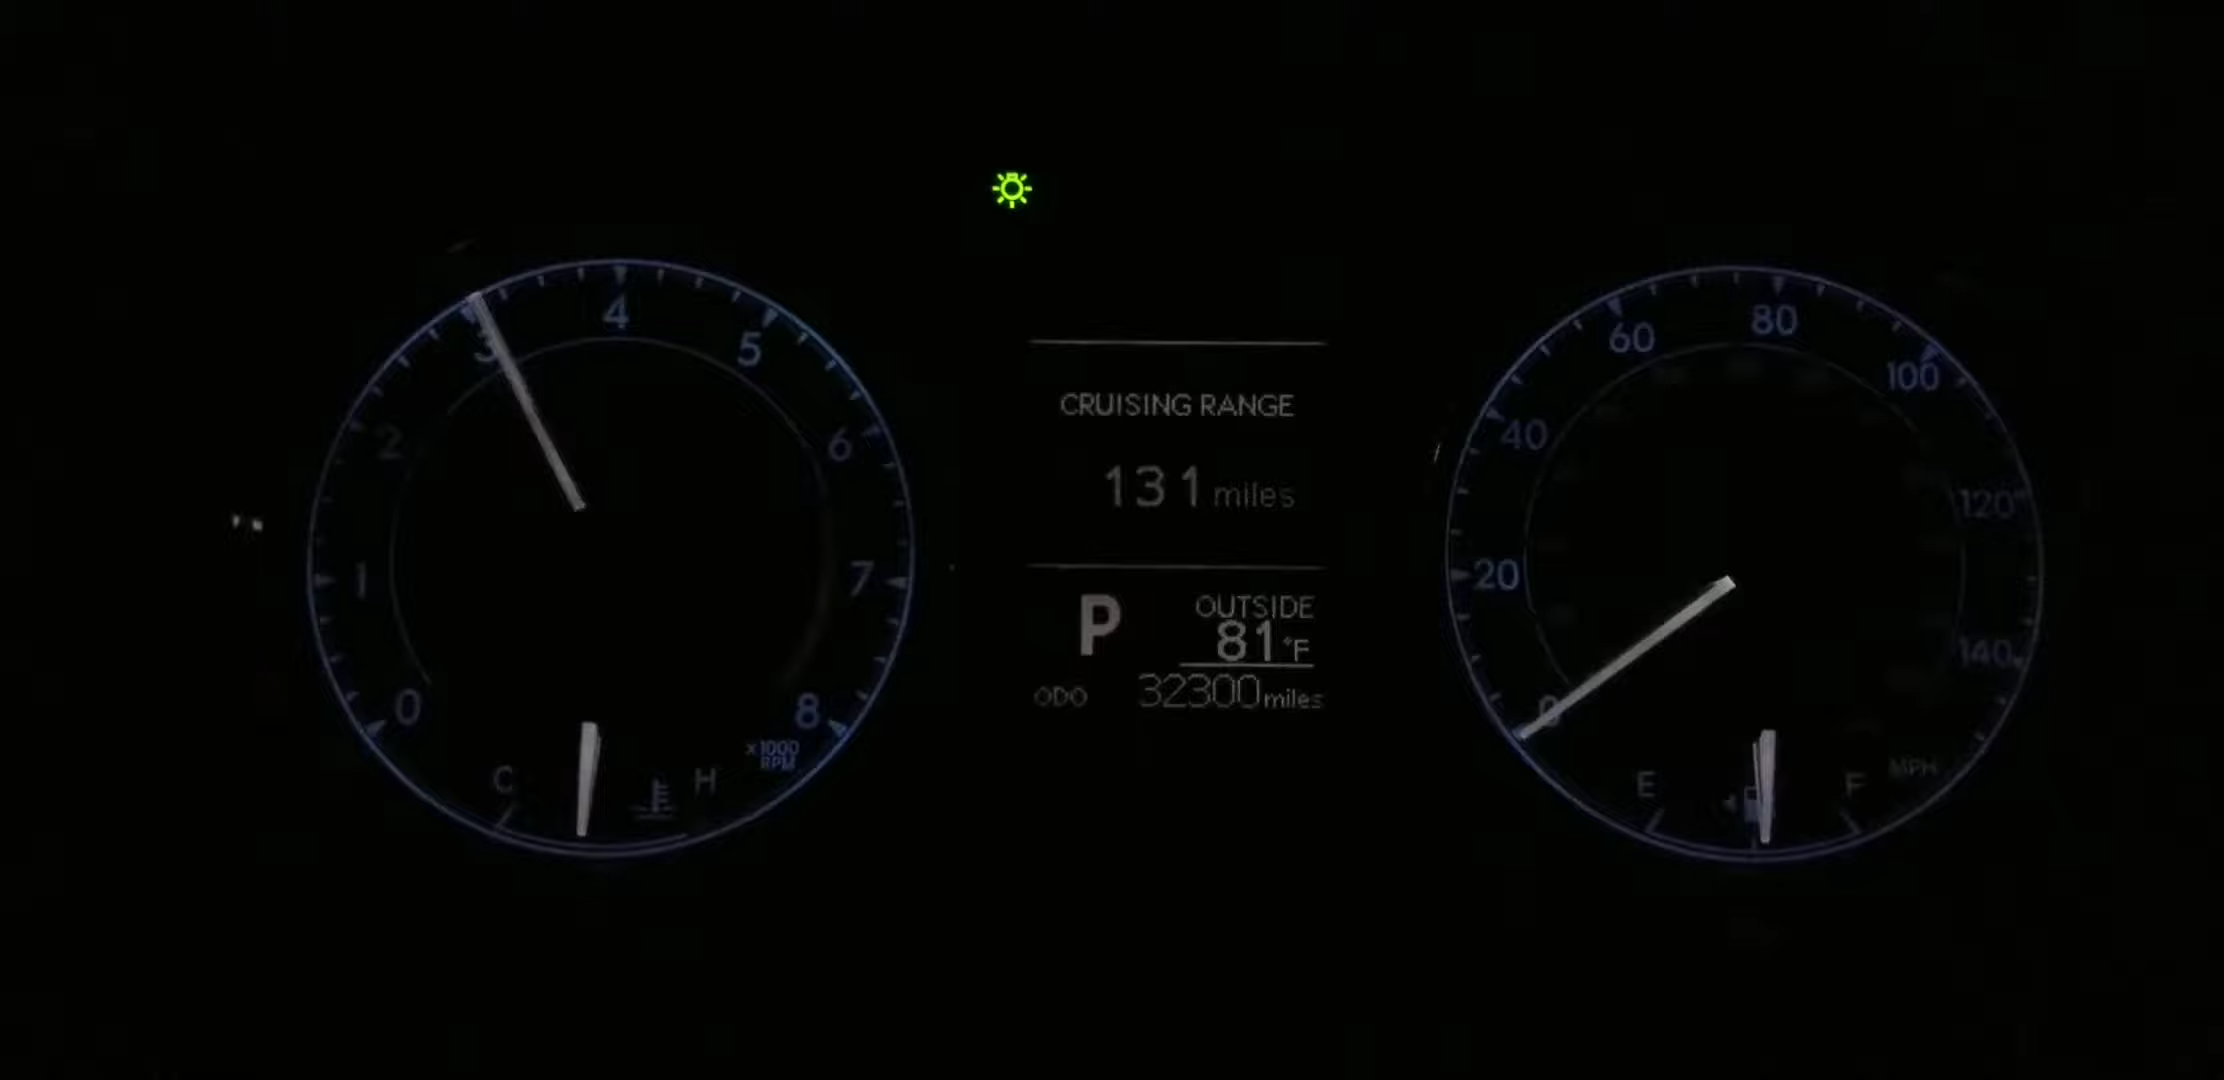 4
3
5
2
6
1
7
0
8
x1000
RPM
C
H
CRUISING RANGE
131 miles
P
OUTSIDE
81°F
ODO 32300 miles
60
80
100
40
120
20
140
0
MPH
E
F